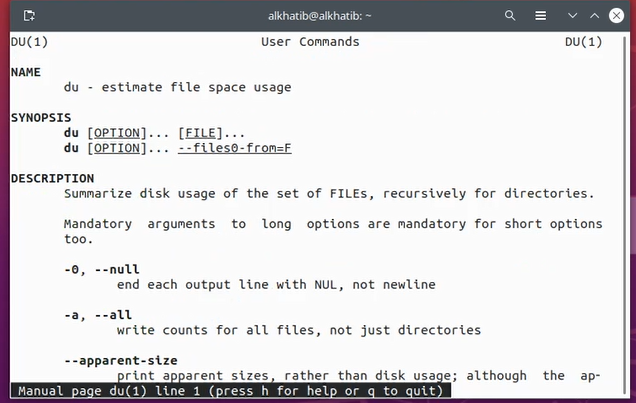 alkhatib@alkhatib: ~
DU(1) User Commands DU(1)
NAME
du - estimate file space usage
SYNOPSIS
du [OPTION]... [FILE]...
du [OPTION]... --files0-from=F
DESCRIPTION
Summarize disk usage of the set of FILEs, recursively for directories.
Mandatory arguments to long options are mandatory for short options
too.
-0, --null
end each output line with NUL, not newline
-a, --all
write counts for all files, not just directories
--apparent-size
print apparent sizes, rather than disk usage; although the ap-
Manual page du(1) line 1 (press h for help or q to quit)